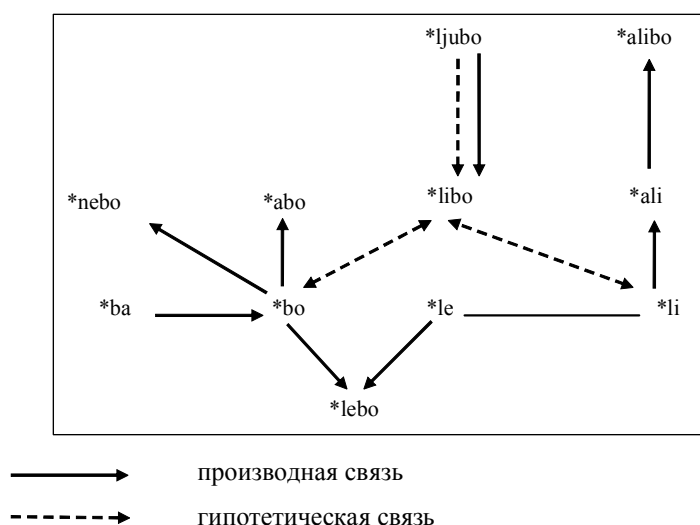 *ljubo *alibo
*nebo *abo *libo *ali
*ba *bo *le *li
*lebo
производная связь
гипотетическая связь